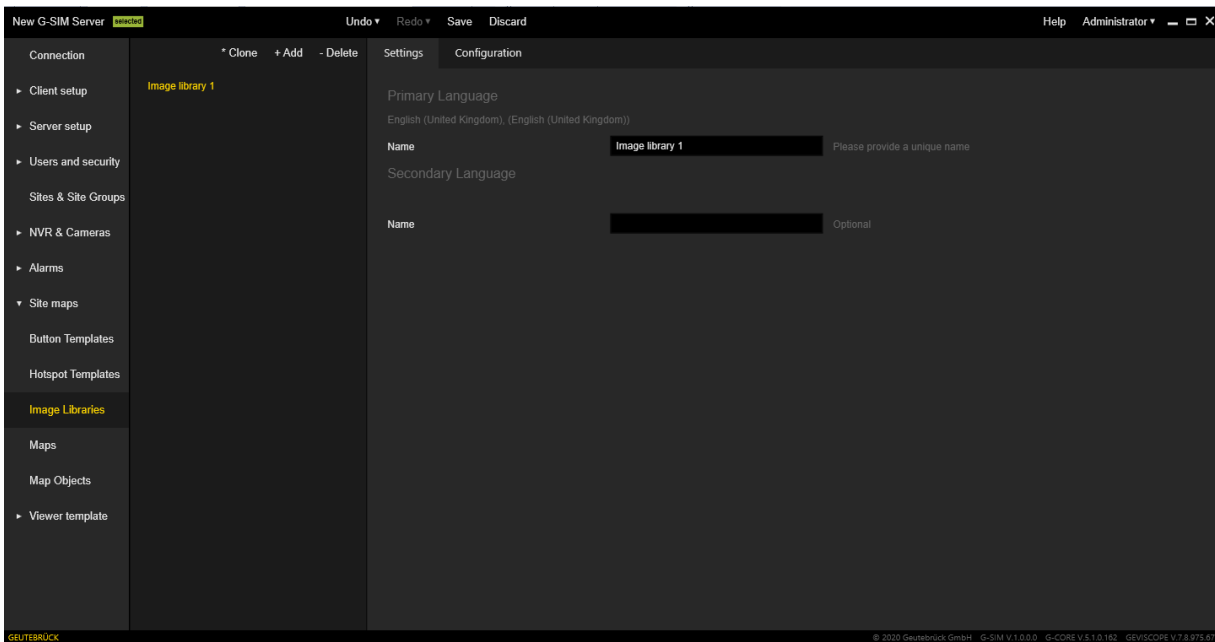 New G-SIM Server selected Undo ▾ Redo ▾ Save Discard Help Administrator ▾
Connection
▸ Client setup
▸ Server setup
▸ Users and security
Sites & Site Groups
▸ NVR & Cameras
▸ Alarms
▾ Site maps
Button Templates
Hotspot Templates
Image Libraries
Maps
Map Objects
▸ Viewer template
* Clone + Add - Delete
Image library 1
Settings Configuration
Primary Language
English (United Kingdom), (English (United Kingdom))
Name Image library 1 Please provide a unique name
Secondary Language
Name Optional
GEUTEBRÜCK © 2020 Geutebrück GmbH G-SIM V.1.0.0.0 G-CORE V.5.1.0.162 GEVISCOPE V.7.8.975.67